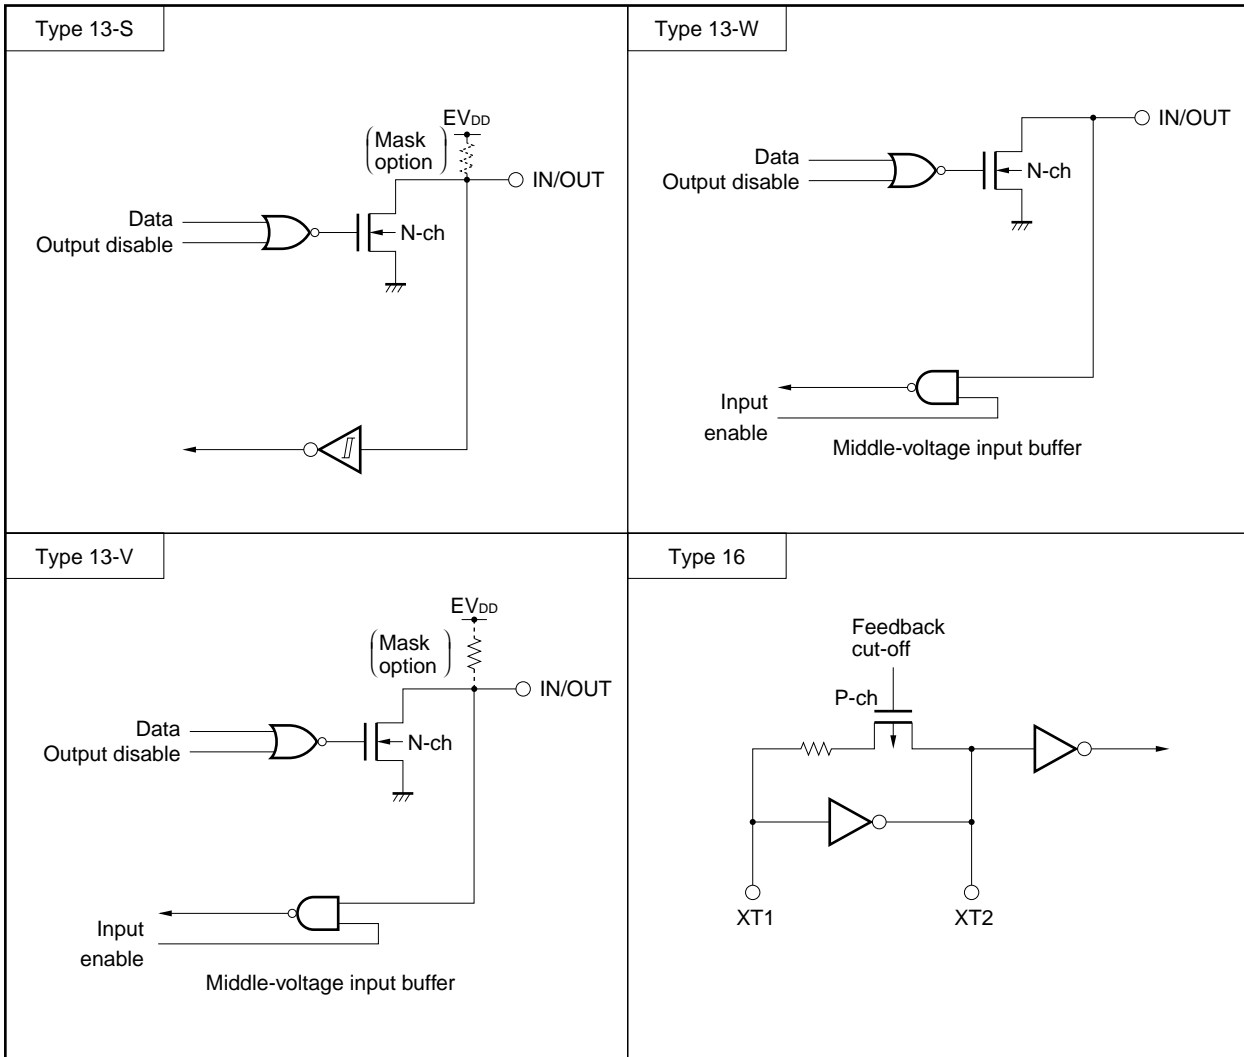 Type 13-S
EVDD
Mask
option
IN/OUT
Data
Output disable
N-ch
Type 13-W
IN/OUT
Data
Output disable
N-ch
Input
enable
Middle-voltage input buffer
Type 13-V
EVDD
Mask
option
IN/OUT
Data
Output disable
N-ch
Input
enable
Middle-voltage input buffer
Type 16
Feedback
cut-off
P-ch
XT1
XT2